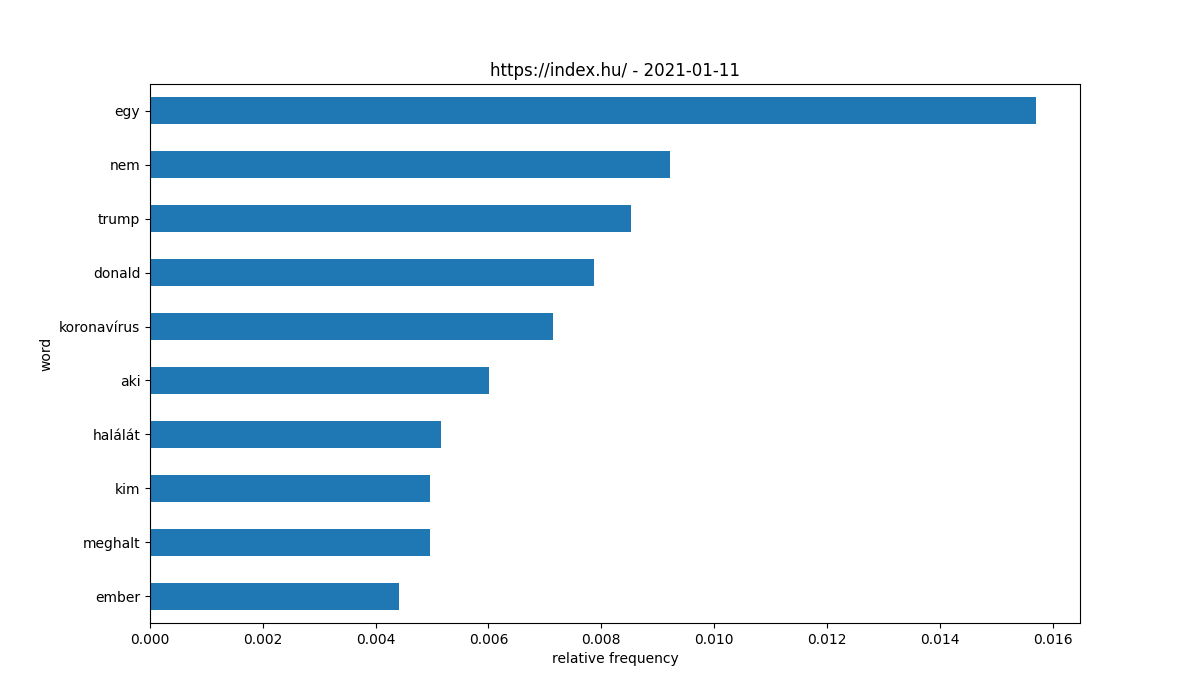 https://index.hu/ - 2021-01-11
egy
nem
trump
donald
koronavírus
aki
halálát
kim
meghalt
ember
word
0.000 0.002 0.004 0.006 0.008 0.010 0.012 0.014 0.016
relative frequency